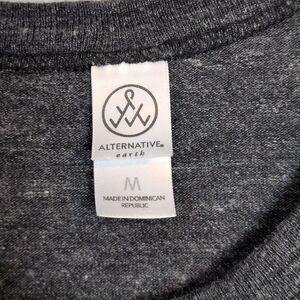 ALTERNATIVE®
earth
M
MADE IN DOMINICAN
REPUBLIC